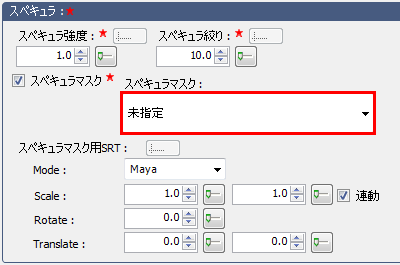 スペキュラ：★
スペキュラ強度：★ スペキュラ絞り：★
1.0 10.0
スペキュラマスク★ スペキュラマスク：
未指定
スペキュラマスク用SRT：
Mode： Maya
Scale： 1.0 1.0 連動
Rotate： 0.0
Translate： 0.0 0.0